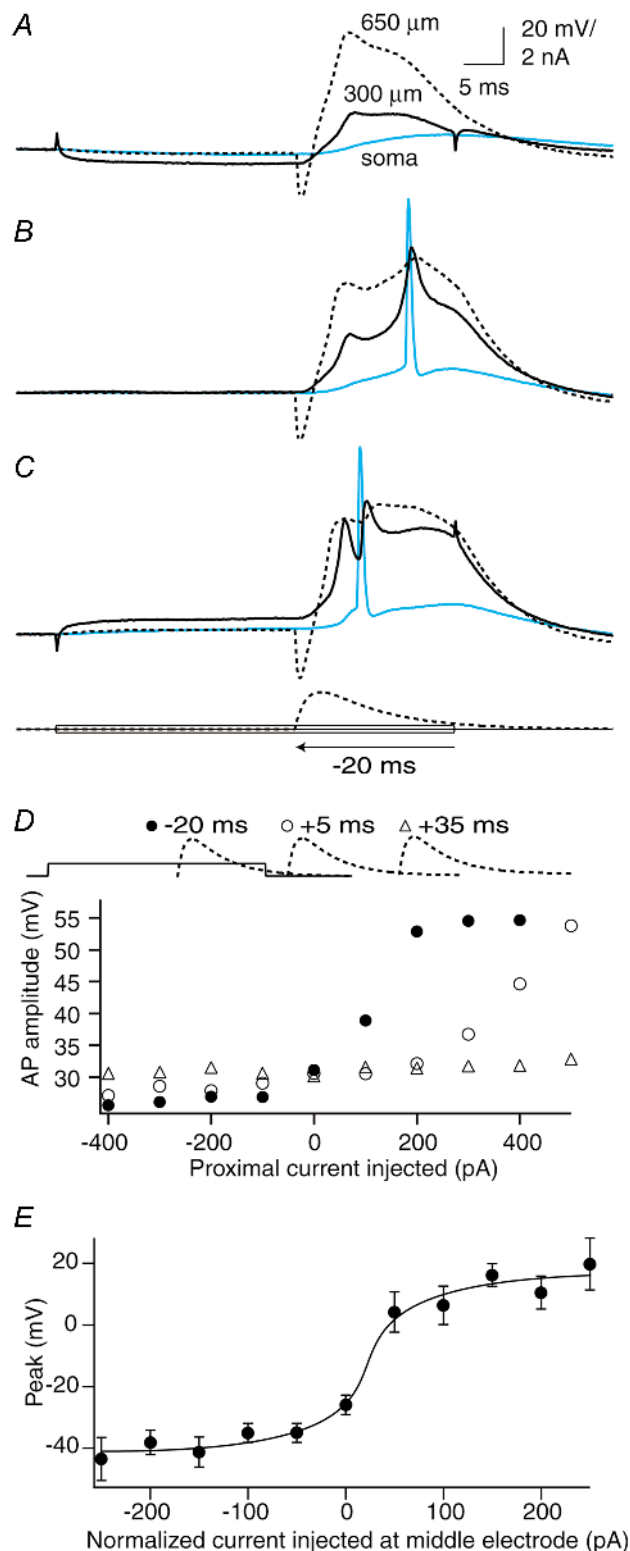 A
650 µm
20 mV/
2 nA
5 ms
300 µm
soma
B
C
-20 ms
D
● -20 ms ○ +5 ms △ +35 ms
AP amplitude (mV)
55
50
45
40
35
30
-400 -200 0 200 400
Proximal current injected (pA)
E
Peak (mV)
20
0
-20
-40
-200 -100 0 100 200
Normalized current injected at middle electrode (pA)